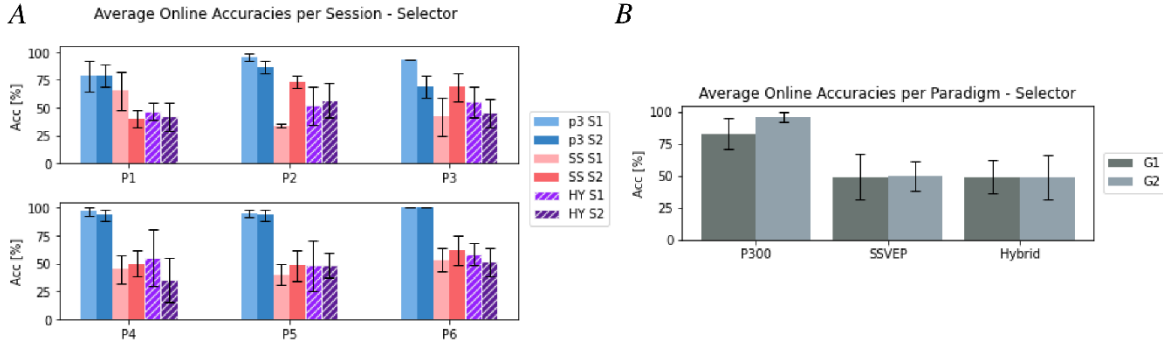 A
Average Online Accuracies per Session - Selector
Acc [%]
100
75
50
25
0
P1
P2
P3
Acc [%]
100
75
50
25
0
P4
P5
P6
p3 S1
p3 S2
SS S1
SS S2
HY S1
HY S2
B
Average Online Accuracies per Paradigm - Selector
Acc [%]
100
75
50
25
0
P300
SSVEP
Hybrid
G1
G2